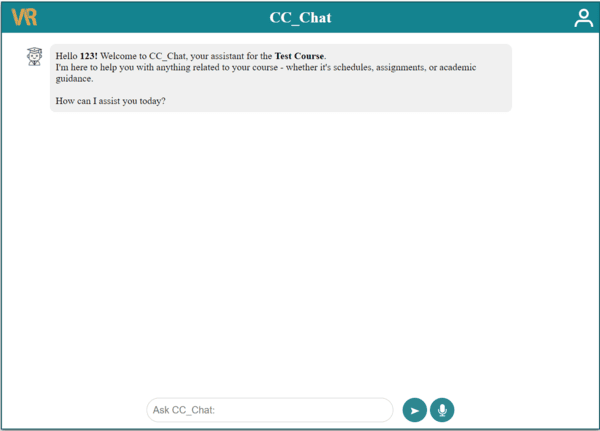 VR
CC_Chat
Hello 123! Welcome to CC_Chat, your assistant for the Test Course.
I'm here to help you with anything related to your course - whether it's schedules, assignments, or academic
guidance.
How can I assist you today?
Ask CC_Chat: